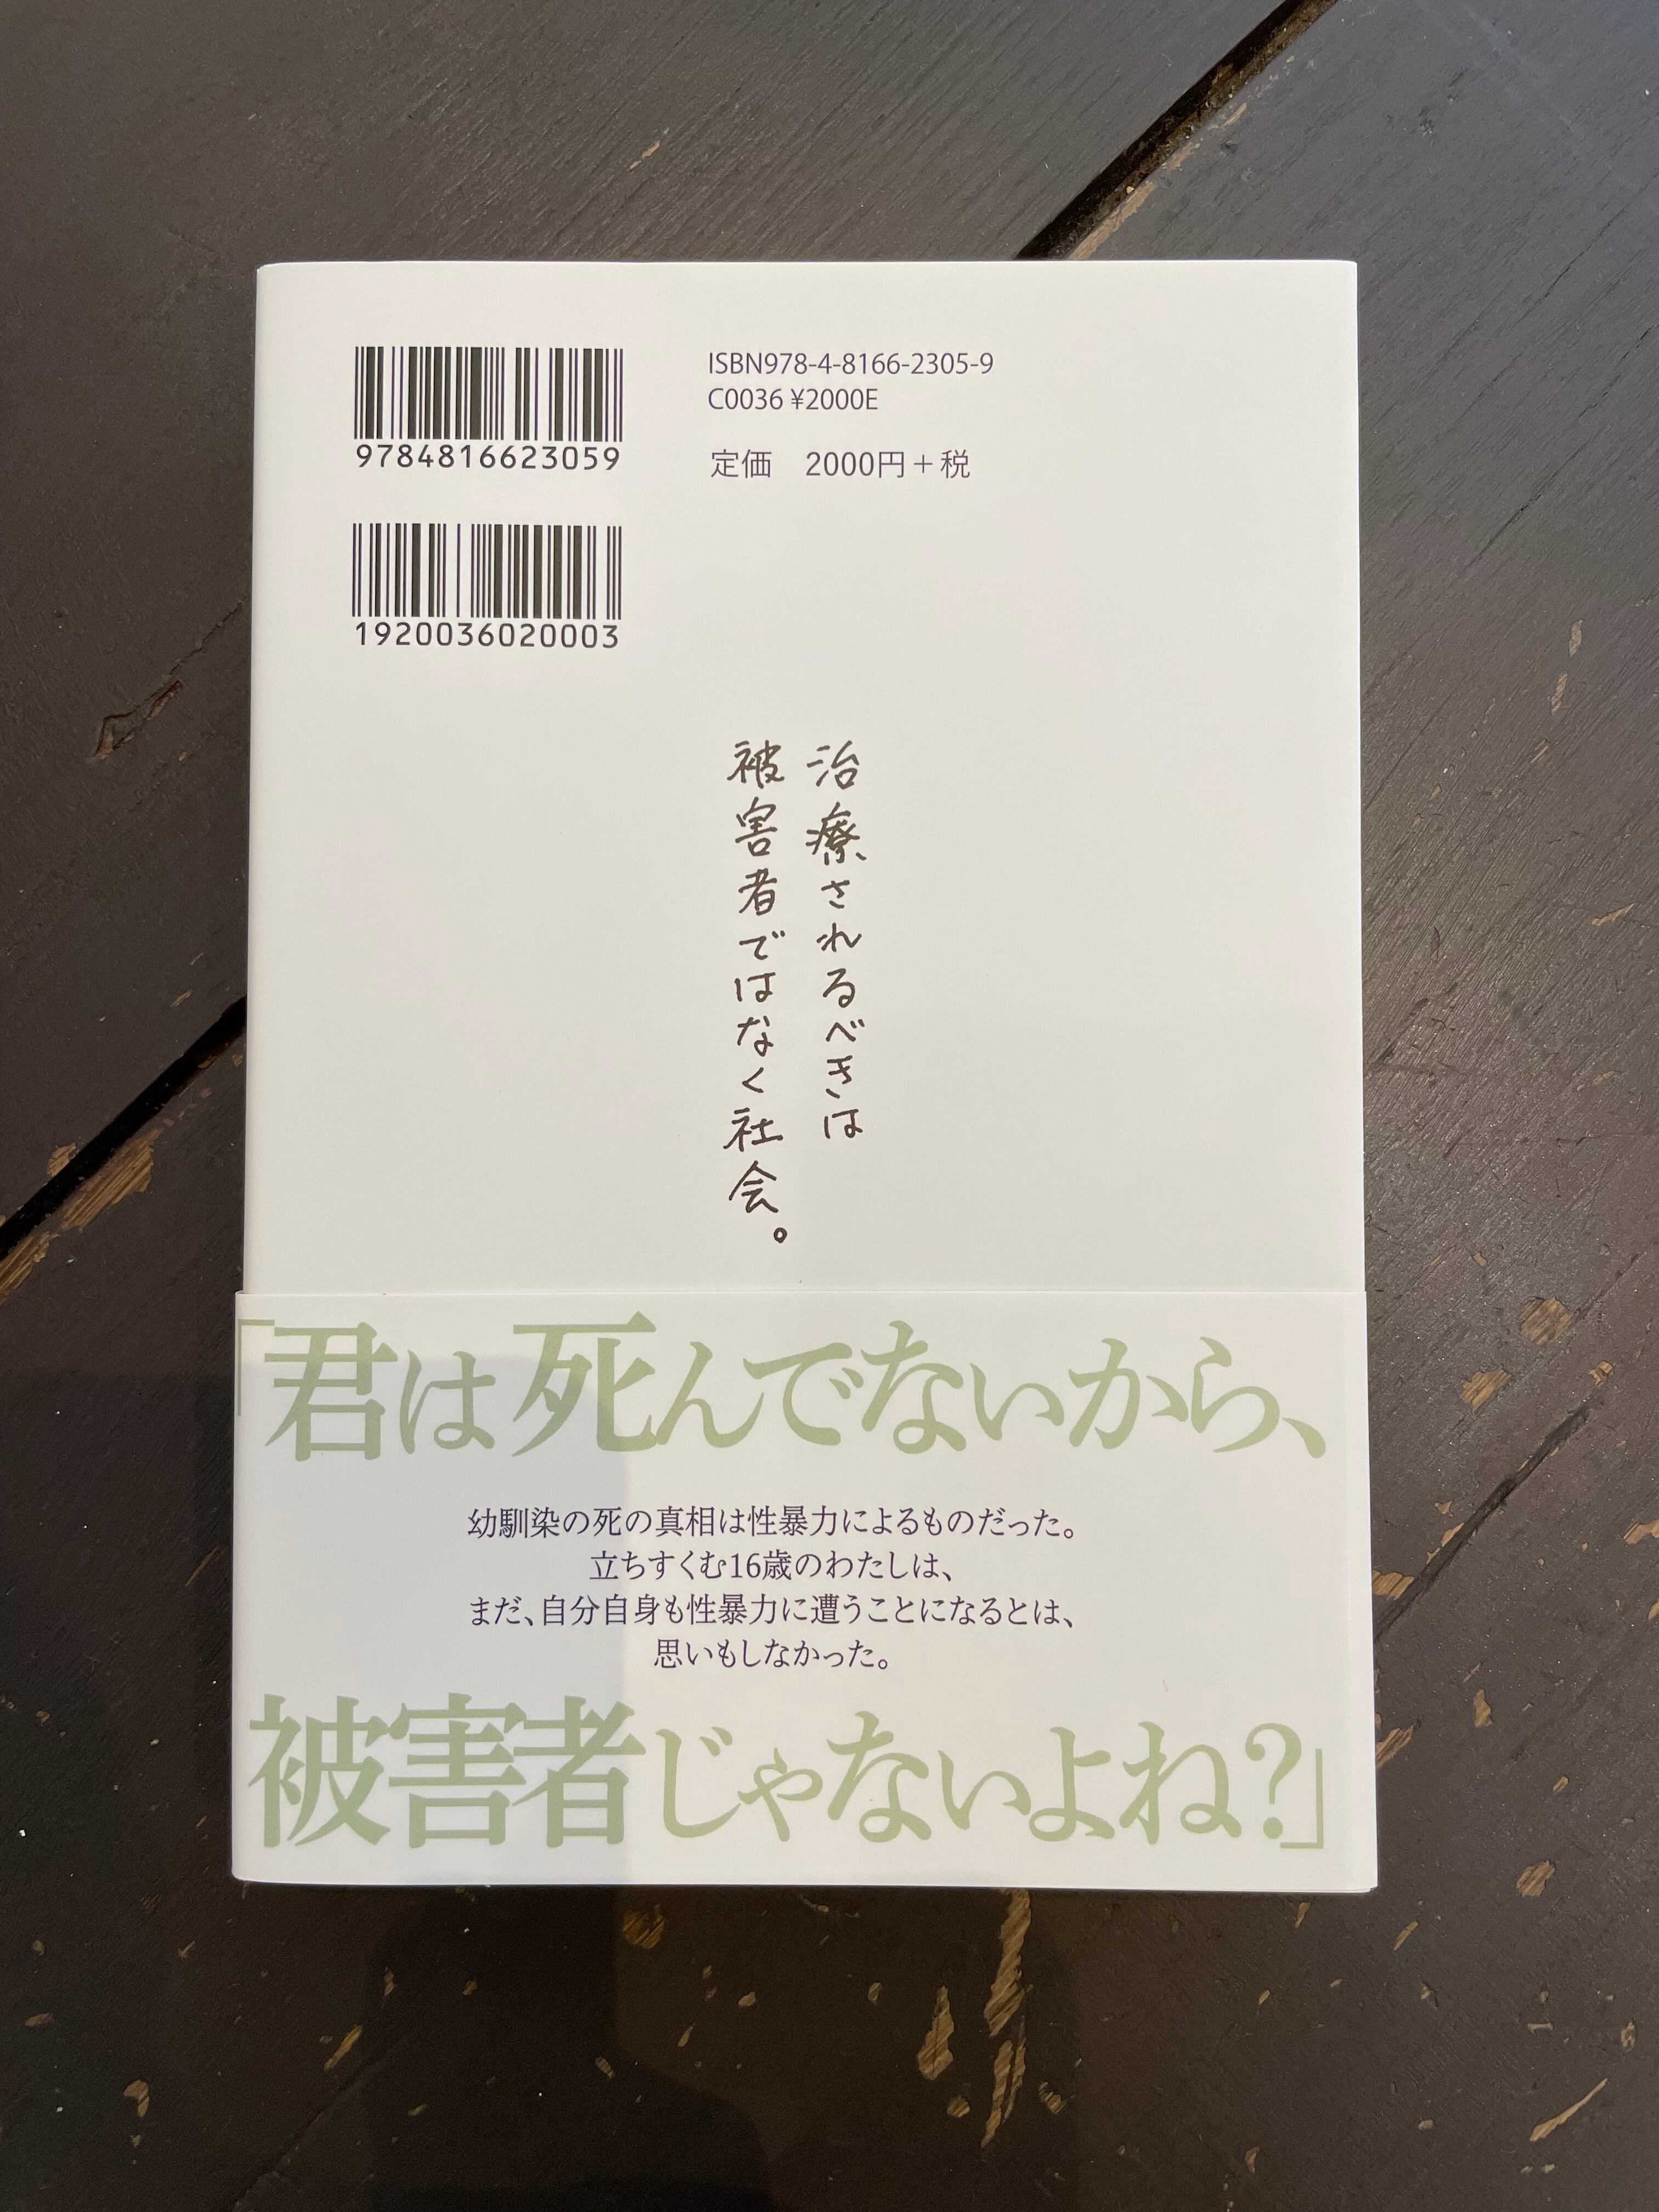 9784816623059
ISBN978-4-8166-2305-9
C0036 ¥2000E
定価　2000円＋税
1920036020003
治療されるべきは
被害者ではなく社会。
「君は死んでないから、
幼馴染の死の真相は性暴力によるものだった。
立ちすくむ16歳のわたしは、
まだ、自分自身も性暴力に遭うことになるとは、
思いもしなかった。
被害者じゃないよね？」